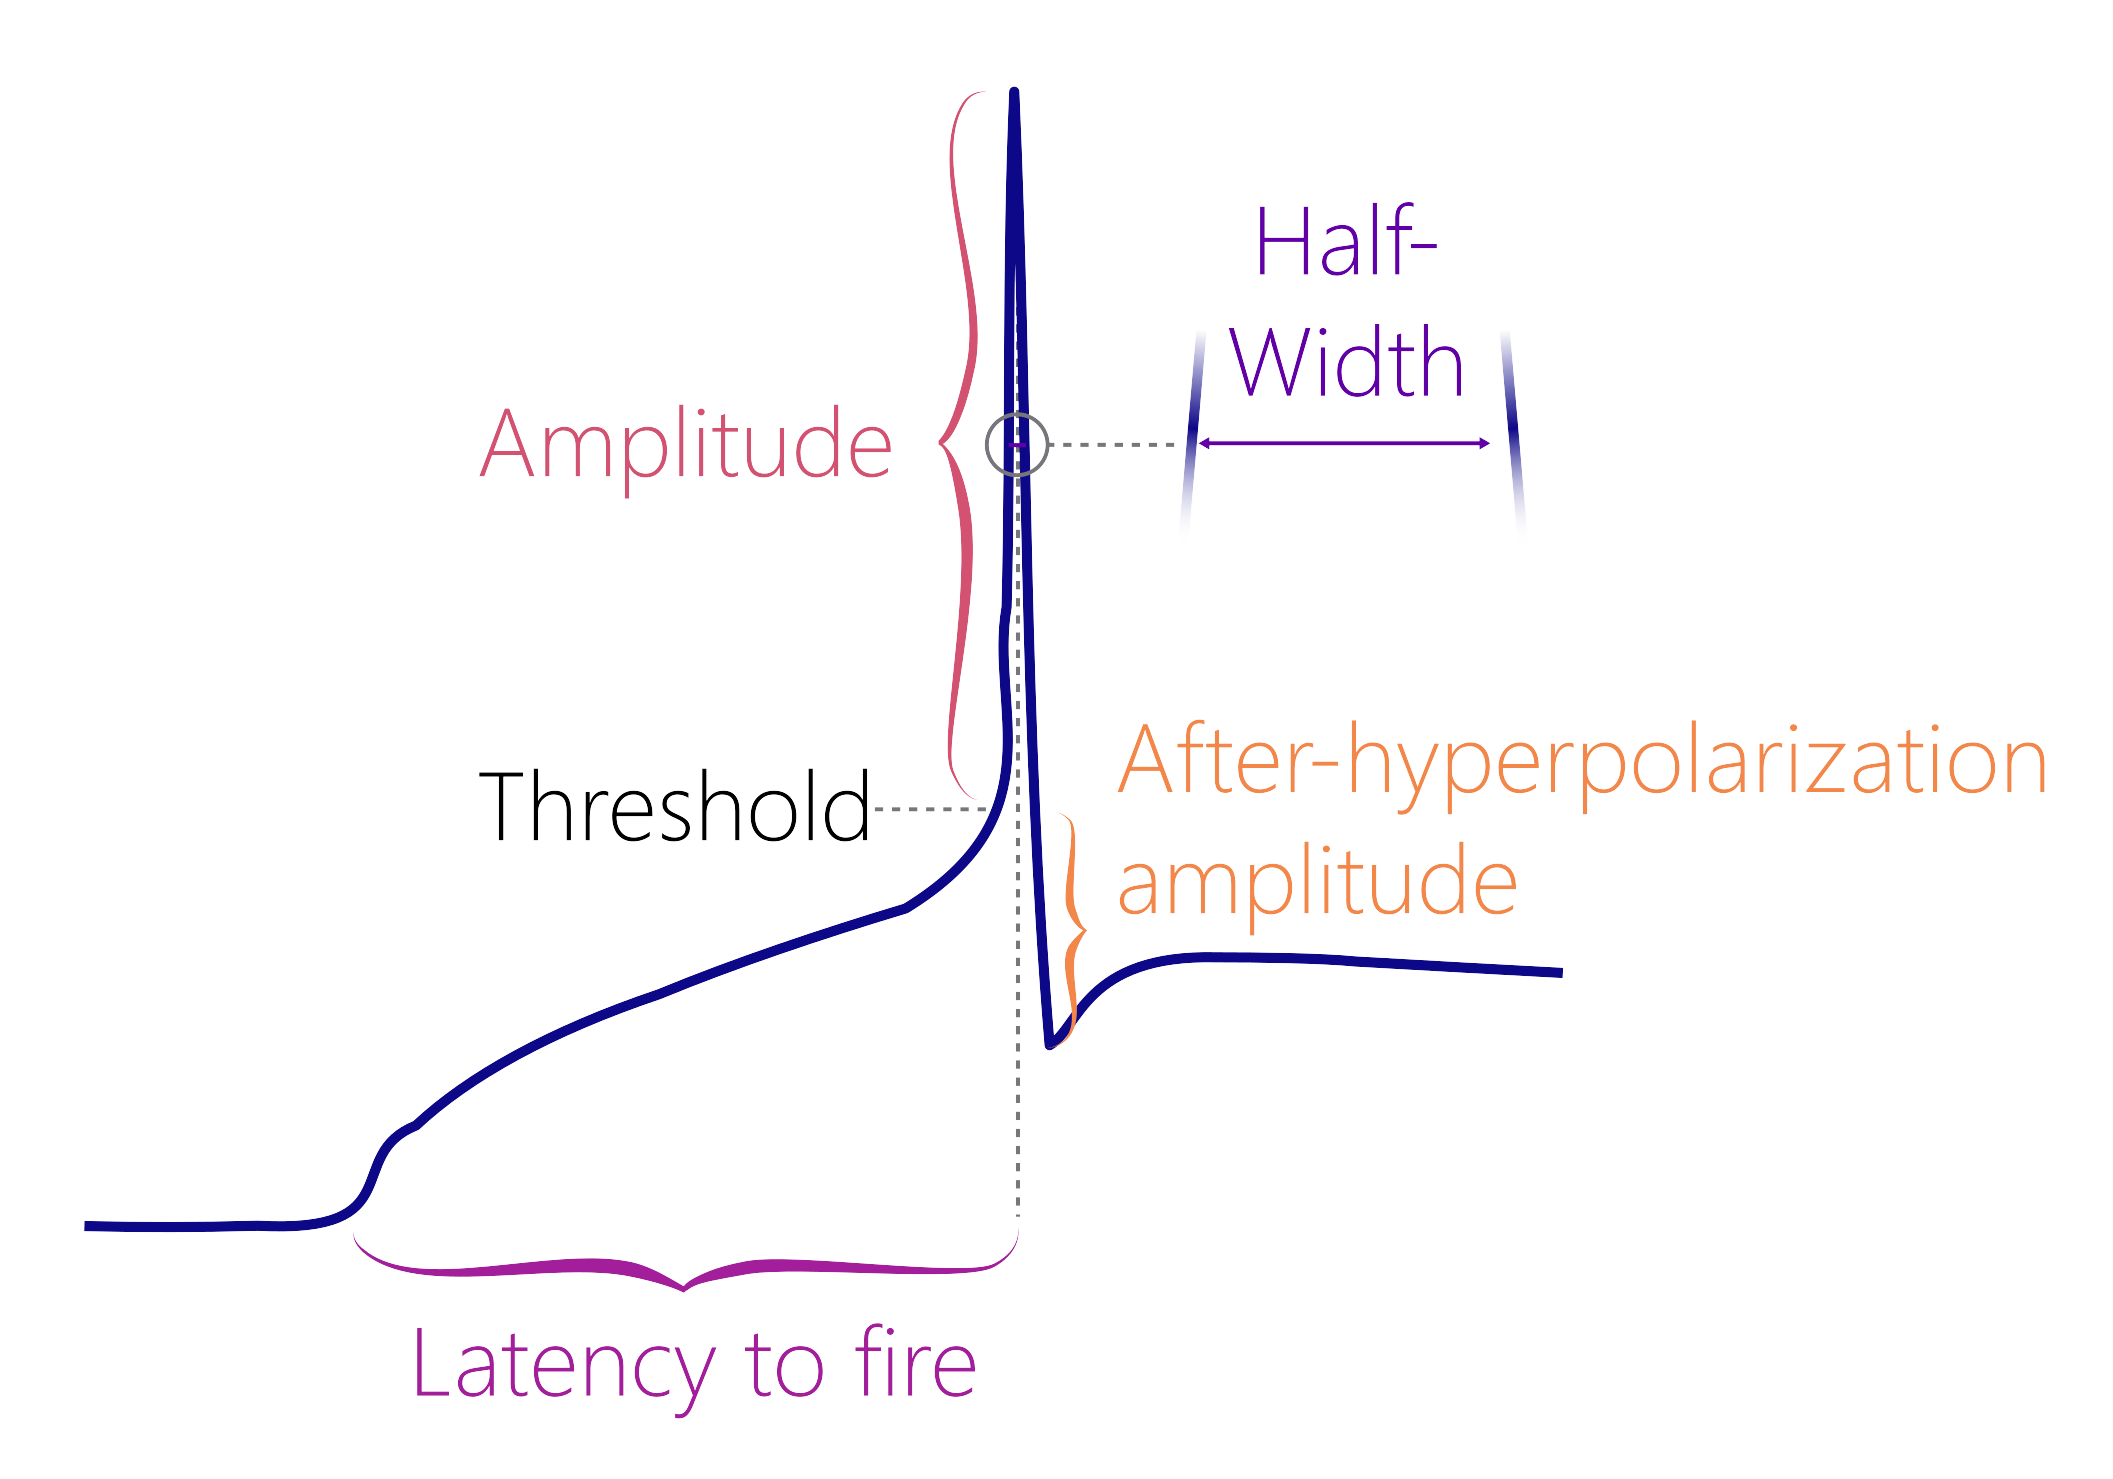 Half-
Width
Amplitude
Threshold
After-hyperpolarization
amplitude
Latency to fire